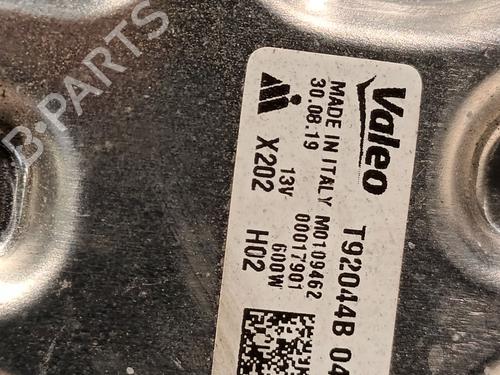 Valeo T92044B 04
MADE IN ITALY M0109462
30.08.19 00017901
13V 600W
X202 H02
B-PARTS